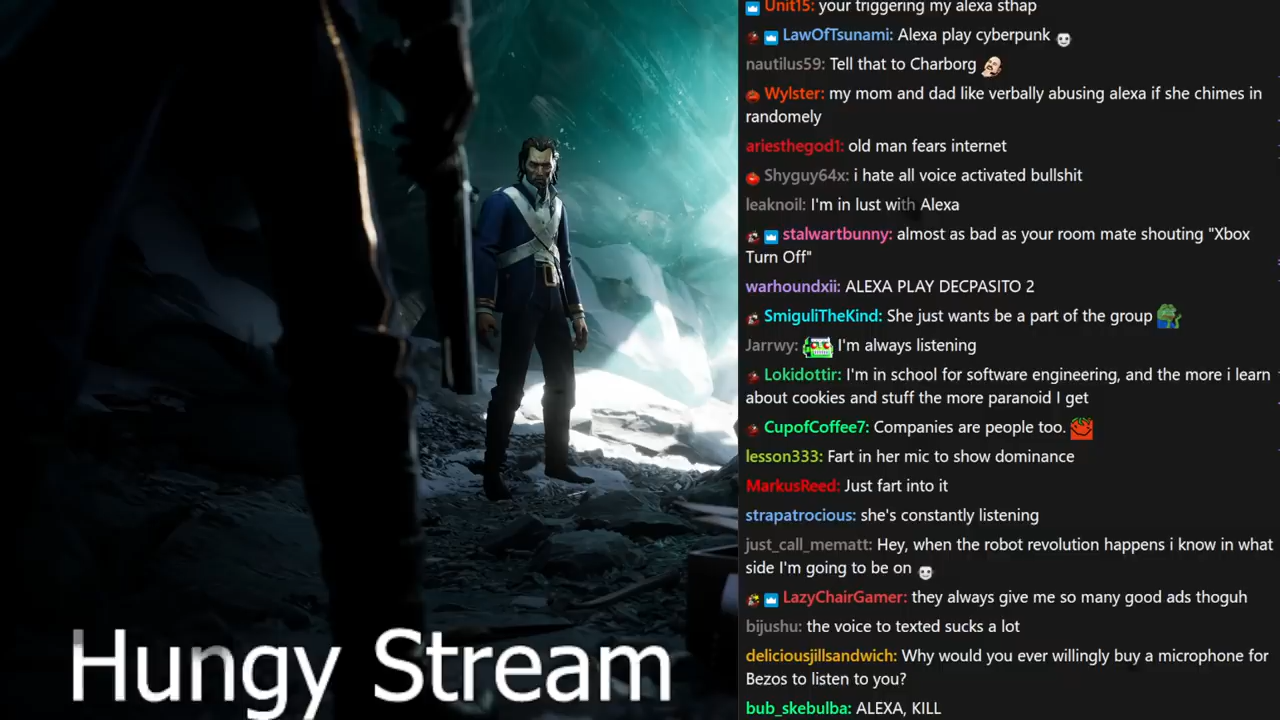 Unit15: your triggering my alexa sthap
LawOfTsunami: Alexa play cyberpunk
nautilus59: Tell that to Charborg
Wylster: my mom and dad like verbally abusing alexa if she chimes in
randomely
ariesthegod1: old man fears internet
Shyguy64x: i hate all voice activated bullshit
leaknoil: I'm in lust with Alexa
stalwartbunny: almost as bad as your room mate shouting "Xbox
Turn Off"
warhoundxii: ALEXA PLAY DECPASITO 2
SmiguliTheKind: She just wants be a part of the group
Jarrwy: I'm always listening
Lokidottir: I'm in school for software engineering, and the more i learn
about cookies and stuff the more paranoid I get
CupofCoffee7: Companies are people too.
lesson333: Fart in her mic to show dominance
MarkusReed: Just fart into it
strapatrocious: she's constantly listening
just_call_mematt: Hey, when the robot revolution happens i know in what
side I'm going to be on
LazyChairGamer: they always give me so many good ads thoguh
bijushu: the voice to texted sucks a lot
deliciousjillsandwich: Why would you ever willingly buy a microphone for
Bezos to listen to you?
bub_skebulba: ALEXA, KILL
Hungy Stream